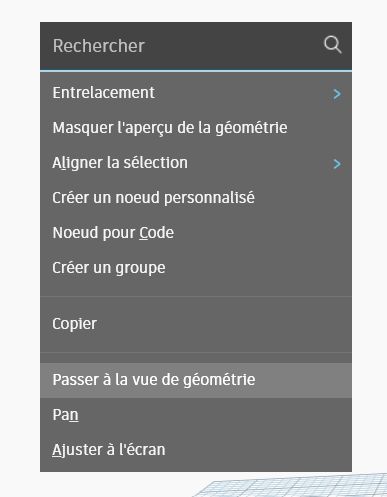 Rechercher
Entrelacement
Masquer l'aperçu de la géométrie
Aligner la sélection
Créer un noeud personnalisé
Noeud pour Code
Créer un groupe
Copier
Passer à la vue de géométrie
Pan
Ajuster à l'écran